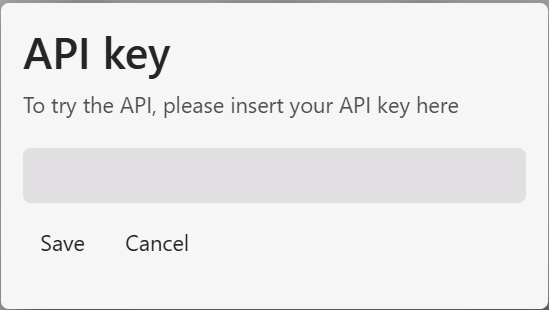 API key
To try the API, please insert your API key here
Save Cancel